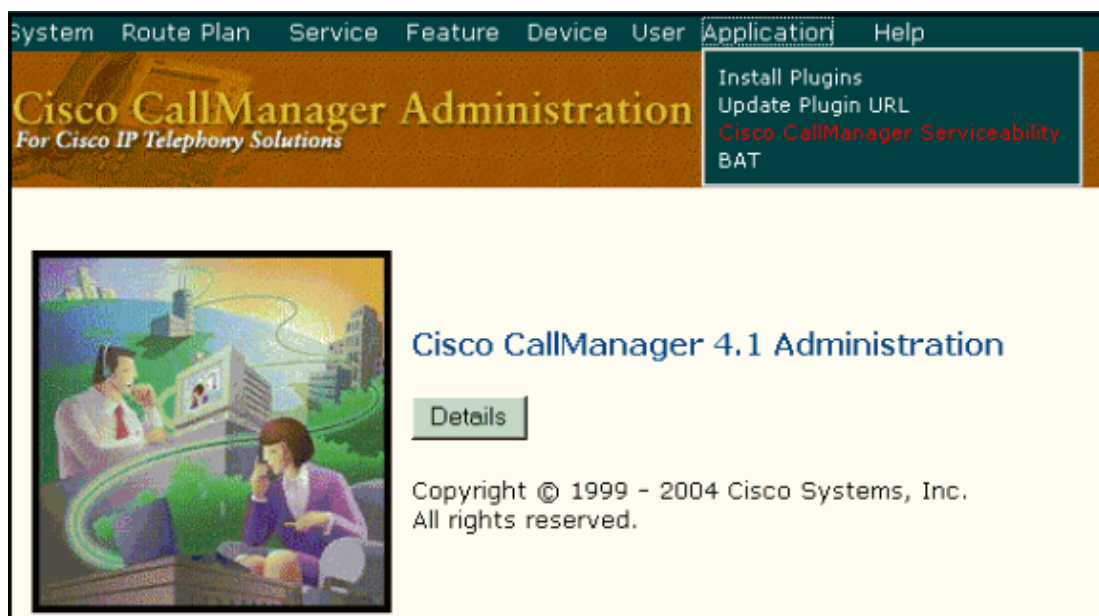 System Route Plan Service Feature Device User Application Help
Install Plugins
Update Plugin URL
Cisco CallManager Serviceability
BAT
Cisco CallManager Administration
For Cisco IP Telephony Solutions
Cisco CallManager 4.1 Administration
Details
Copyright © 1999 - 2004 Cisco Systems, Inc.
All rights reserved.